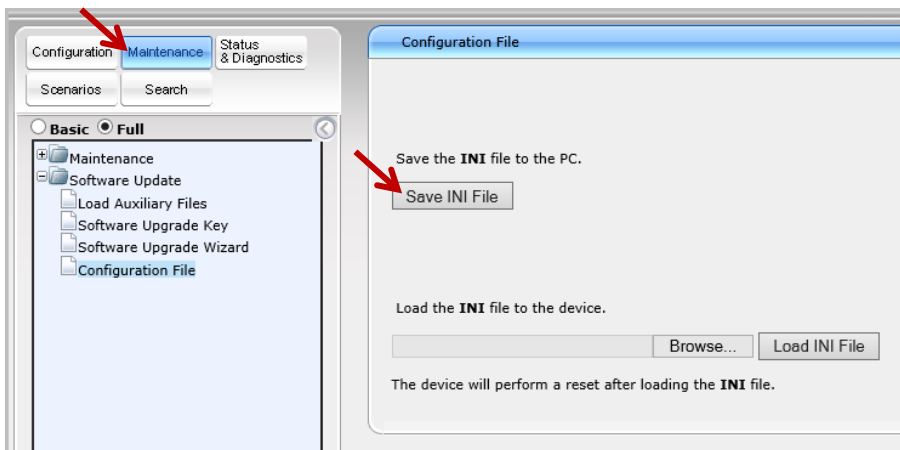 Configuration
Maintenance
Status
& Diagnostics
Scenarios
Search
Basic
Full
Maintenance
Software Update
Load Auxiliary Files
Software Upgrade Key
Software Upgrade Wizard
Configuration File
Configuration File
Save the INI file to the PC.
Save INI File
Load the INI file to the device.
Browse...
Load INI File
The device will perform a reset after loading the INI file.